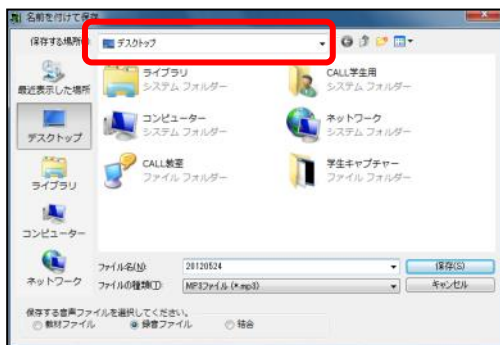 名前を付けて保存
保存する場所(I):
デスクトップ
最近表示した場所
デスクトップ
ライブラリ
コンピューター
ネットワーク
ライブラリ
システム フォルダー
CALL学生用
システム フォルダー
コンピューター
システム フォルダー
ネットワーク
システム フォルダー
CALL教室
ファイル フォルダー
学生キャプチャー
ファイル フォルダー
ファイル名(N):
20120524
保存(S)
ファイルの種類(T):
MP3ファイル (*.mp3)
キャンセル
保存する音声ファイルを選択してください。
教材ファイル
録音ファイル
結合